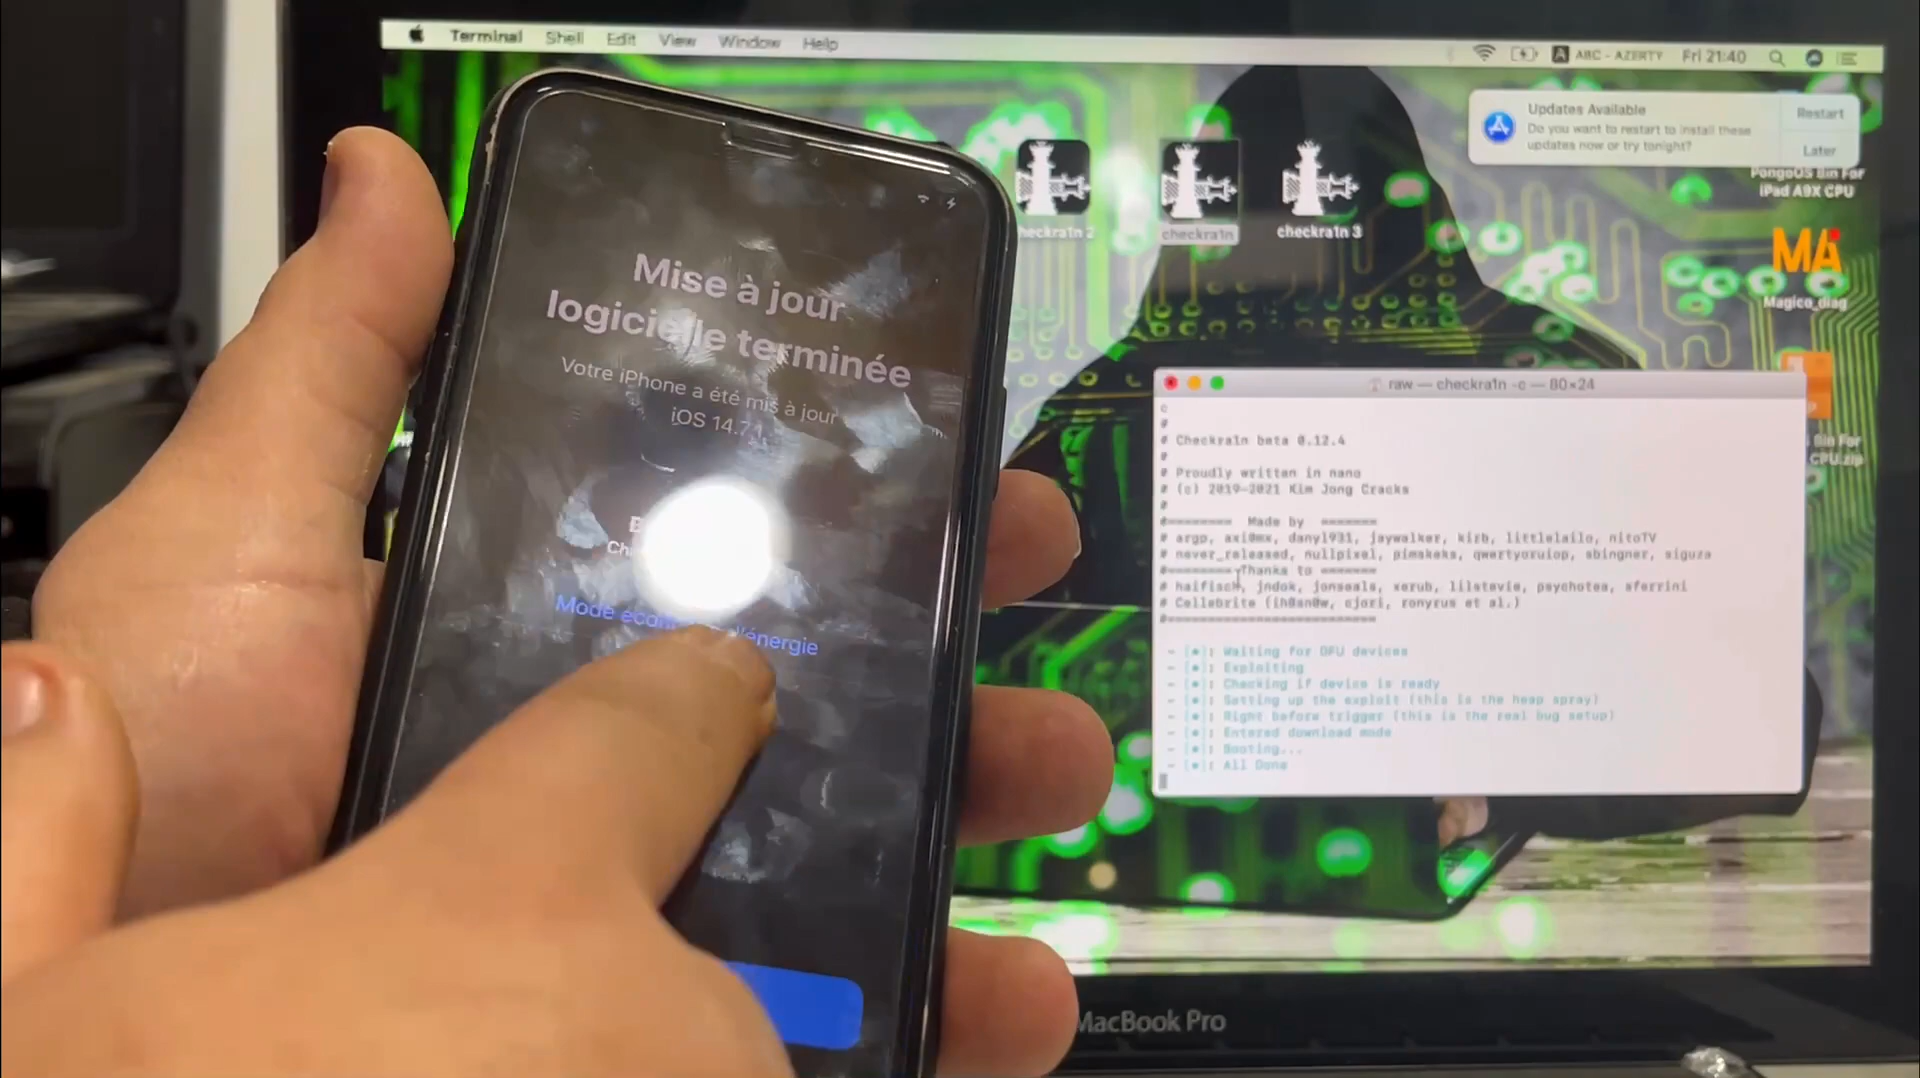 Terminal Shell Edit View Window Help
ABC - AZERTY Fri 21:40
Updates Available
Do you want to restart to install these
updates now or try tonight?
Restart
Later
PongoOS Bin For
iPad A9X CPU
checkra1n
checkra1n 3
MA
Magico_diag
Bin For
CPU.zip
Mise à jour
logicielle terminée
Votre iPhone a été mis à jour
iOS 14.7.1
Mode
d'énergie
raw — checkra1n -c — 80×24
c
#
# Checkra1n beta 0.12.4
#
# Proudly written in nano
# (c) 2019-2021 Kim Jong Cracks
#
#======== Made by =======
# argp, axi0mx, danyl931, jaywalker, kirb, littlelailo, nitoTV
# never_released, nullpixel, pimskeks, qwertyoruiop, sbingner, siguza
#======== Thanks to =======
# haifisch, jndok, jonseals, xerub, lilstevie, psychotea, sferrini
# Cellebrite (ih8sn0w, cjori, ronyrus et al.)
#==========================
- [•]: Waiting for DFU devices
- [•]: Exploiting
- [•]: Checking if device is ready
- [•]: Setting up the exploit (this is the heap spray)
- [•]: Right before trigger (this is the real bug setup)
- [•]: Entered download mode
- [•]: Booting...
- [•]: All Done
MacBook Pro